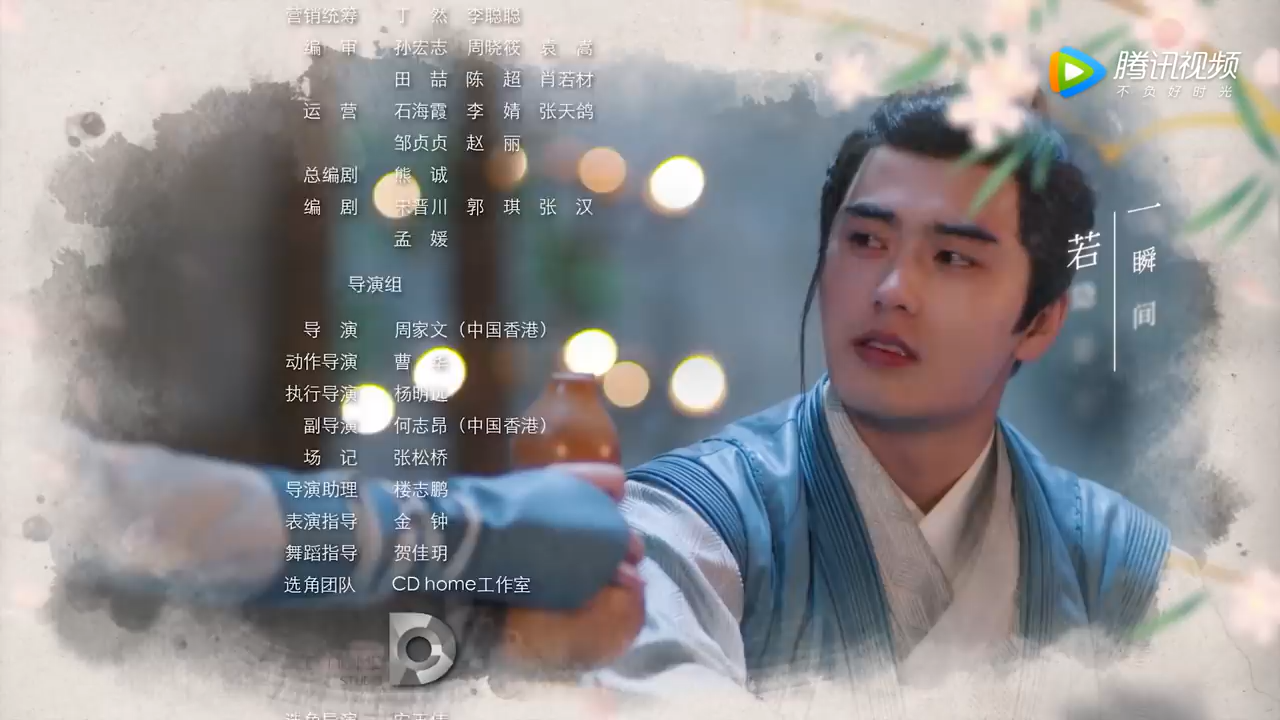 营销统筹 丁 然 李聪聪
编 审 孙宏志 周晓筱 袁 嵩
田 喆 陈 超 肖若材
运 营 石海霞 李 婧 张天鸽
邹贞贞 赵 丽
总编剧 熊 诚
编 剧 宋晋川 郭 琪 张 汉
孟 媛
导演组
导 演 周家文（中国香港）
动作导演 曹 华
执行导演 杨明远
副导演 何志昂（中国香港）
场 记 张松桥
导演助理 楼志鹏
表演指导 金 钟
舞蹈指导 贺佳玥
选角团队 CD home工作室
HOME
STUDIO
腾讯视频
不负好时光
一瞬间
若